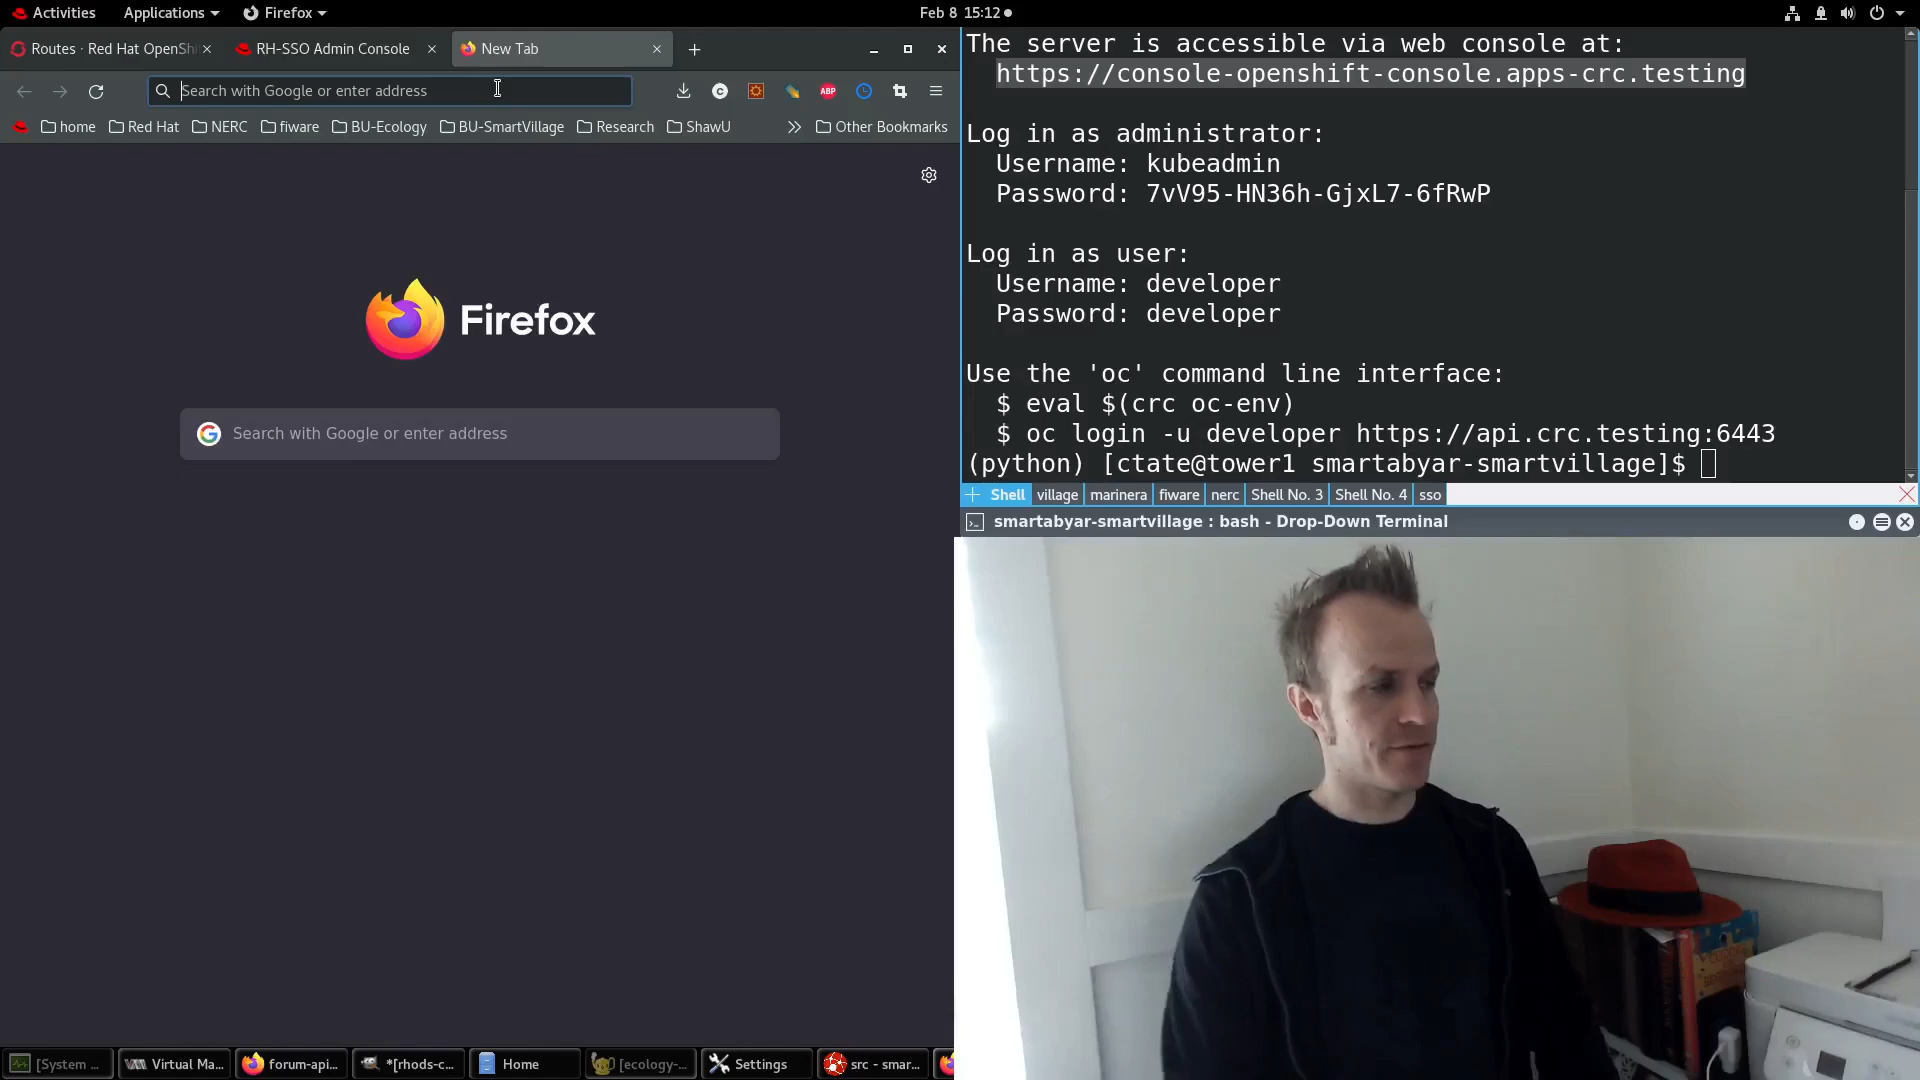 Activities
Applications
Firefox
Feb 8 15:12
Routes · Red Hat OpenShi
RH-SSO Admin Console
New Tab
Search with Google or enter address
ABP
home
Red Hat
NERC
fiware
BU-Ecology
BU-SmartVillage
Research
ShawU
Other Bookmarks
Firefox
Search with Google or enter address
The server is accessible via web console at:
https://console-openshift-console.apps-crc.testing
Log in as administrator:
Username: kubeadmin
Password: 7vV95-HN36h-GjxL7-6fRwP
Log in as user:
Username: developer
Password: developer
Use the 'oc' command line interface:
$ eval $(crc oc-env)
$ oc login -u developer https://api.crc.testing:6443
(python) [ctate@tower1 smartabyar-smartvillage]$
Shell
village
marinera
fiware
nerc
Shell No. 3
Shell No. 4
sso
smartabyar-smartvillage : bash - Drop-Down Terminal
[System ...
Virtual Ma...
forum-api...
*[rhods-c...
Home
[ecology-...
Settings
src - smar...